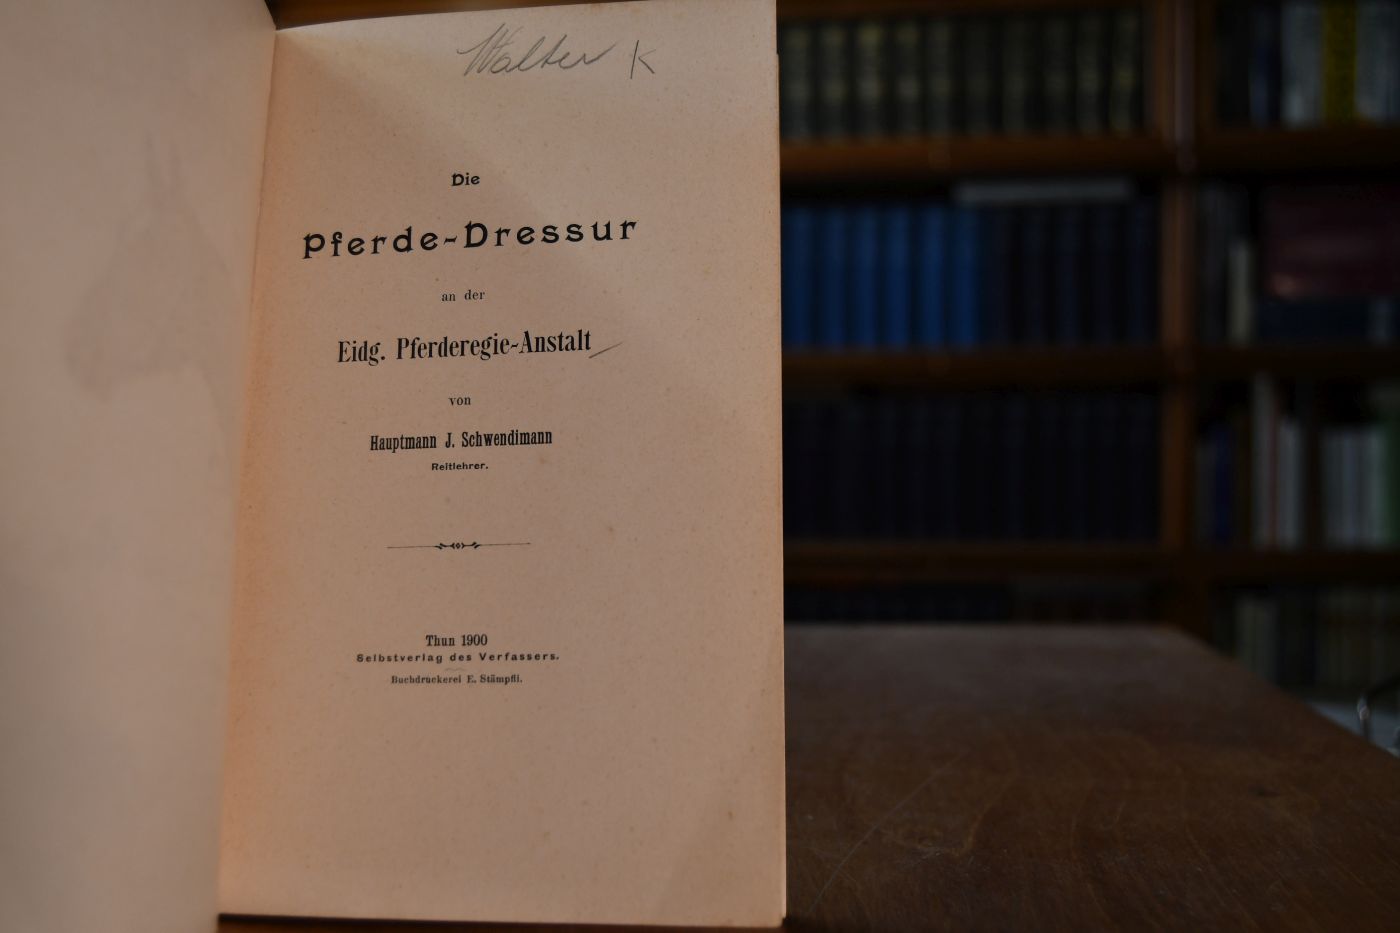 Walter K
Die
Pferde-Dressur
an der
Eidg. Pferderegie-Anstalt
von
Hauptmann J. Schwendimann
Reitlehrer.
Thun 1900
Selbstverlag des Verfassers.
Buchdruckerei E. Stämpfli.